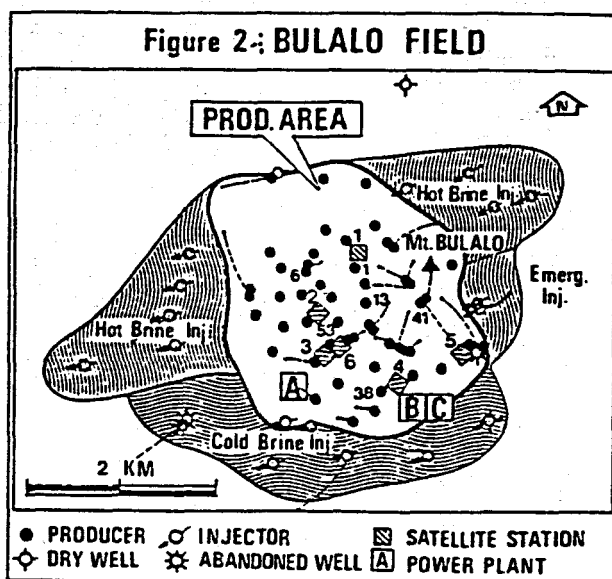 Figure 2-: BULALO FIELD
N
PROD. AREA
Hot Brine Inj.
Mt. BULALO
1
6
1
Emerg.
Inj.
2
13
41
53
Hot Brine Inj.
3
6
5
4
A
38
B C
Cold Brine Inj.
2 KM
PRODUCER
INJECTOR
SATELLITE STATION
DRY WELL
ABANDONED WELL
A POWER PLANT